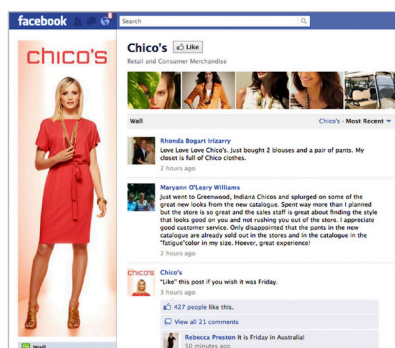 facebook
Search
CHICO'S
Chico's Like
Retail and Consumer Merchandise
Wall Chico's · Most Recent
Rhonda Bogart Irizarry
Love Love Love Chico's. Just bought 2 blouses and a pair of pants. My
closet is full of Chico clothes.
2 hours ago
Maryann O'Leary Williams
Just went to Greenwood, Indiana Chicos and splurged on some of the
great new looks from the new catalogue. Spent way more than I planned
but the store is so great and the sales staff is great about finding the style
that looks good on you and not rushing you out of the store. I appreciate
good customer service. Only disappointed that the pants in the new
catalogue are already sold out in the stores and in the catalogue in the
"fatigue"color in my size. Hoever, great experience!
2 hours ago
CHICO'S
Chico's
"Like" this post if you wish it was Friday.
3 hours ago
427 people like this.
View all 21 comments
Rebecca Preston It is Friday in Australia!
50 minutes ago
Wall